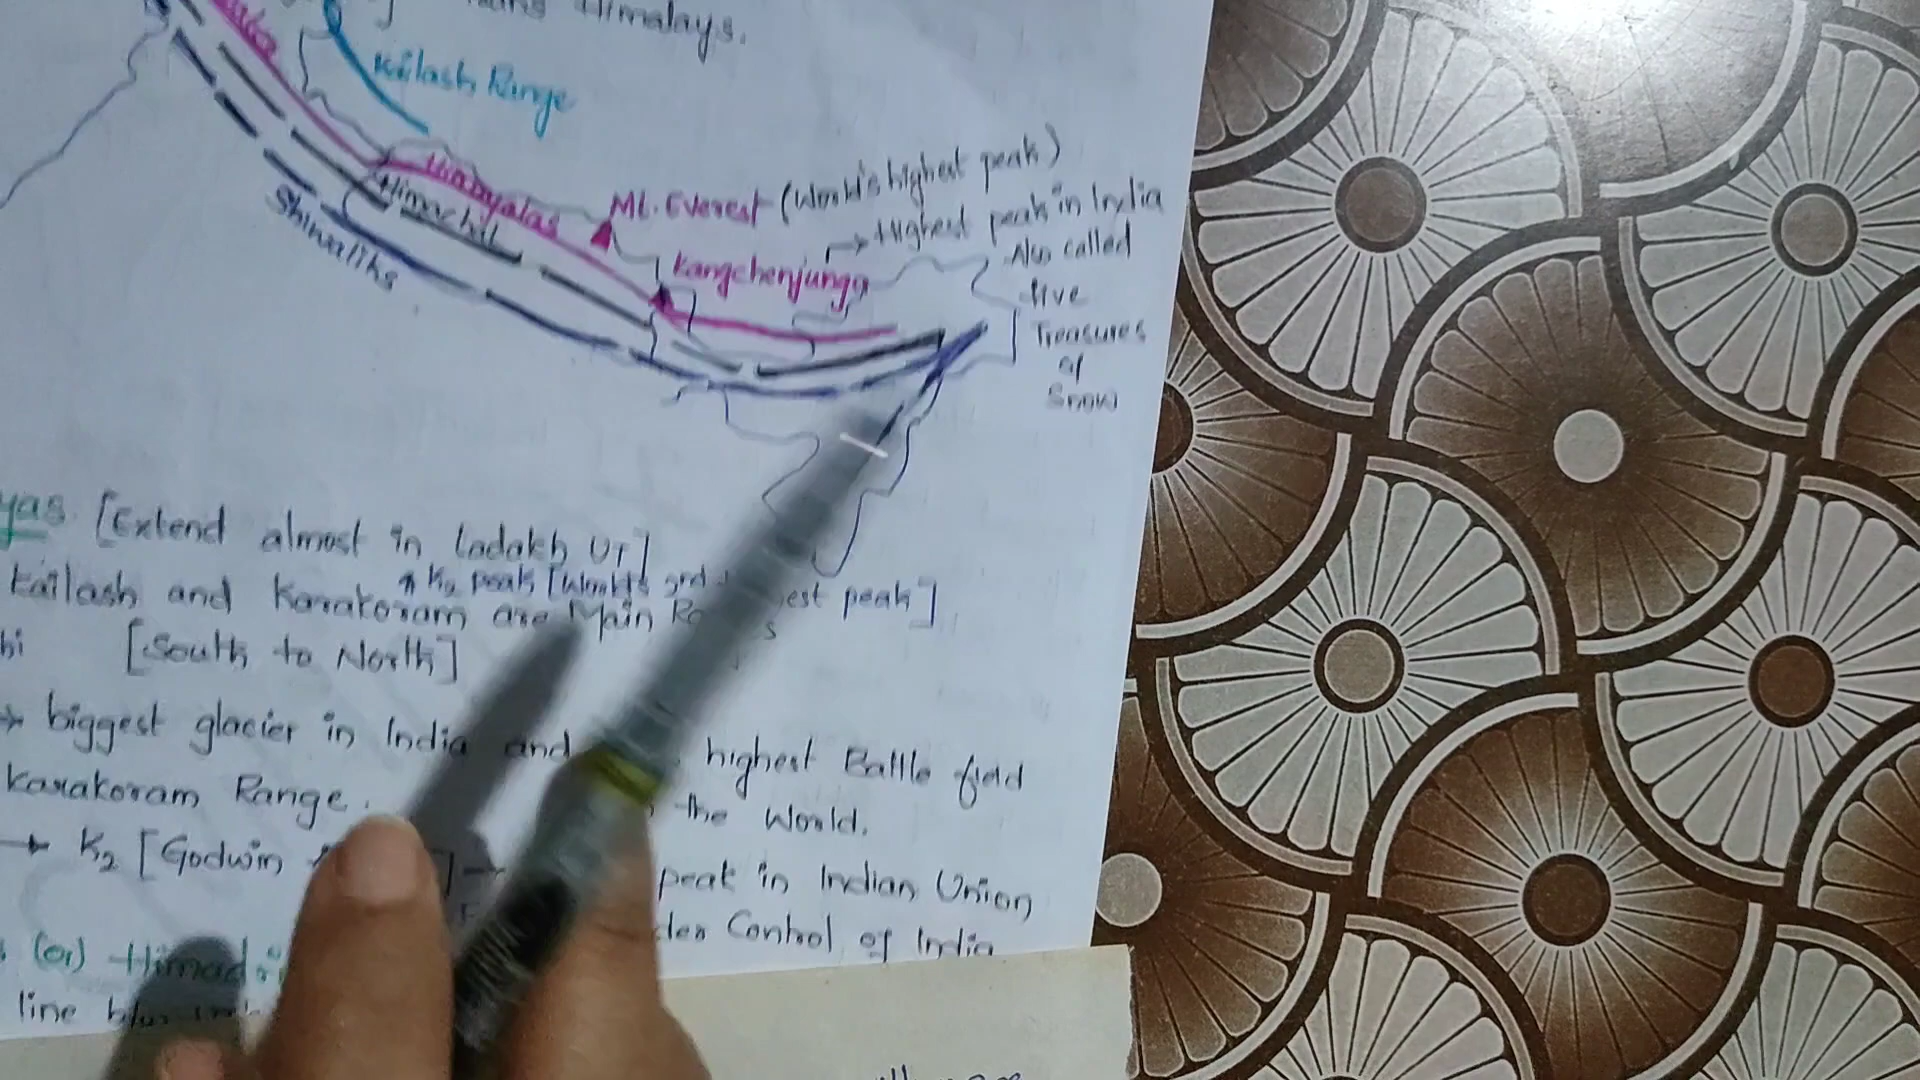 Himalays.
Kailash Range
Himayalas
Mt. Everest (World's highest peak)
Himachal
Shiwaliks
→ Highest peak in India
Kangchenjunga
Also called
five
Treasures
of
Snow
yas [Extend almost in Ladakh UT]
K2 peak [World's est peak]
Kailash and Karakoram are Main
[South to North]
→ biggest glacier in India and highest Battle field
Karakoram Range. the World.
→ K2 [Godwin ] peak in Indian Union
Control of India
(or) Himadri
line